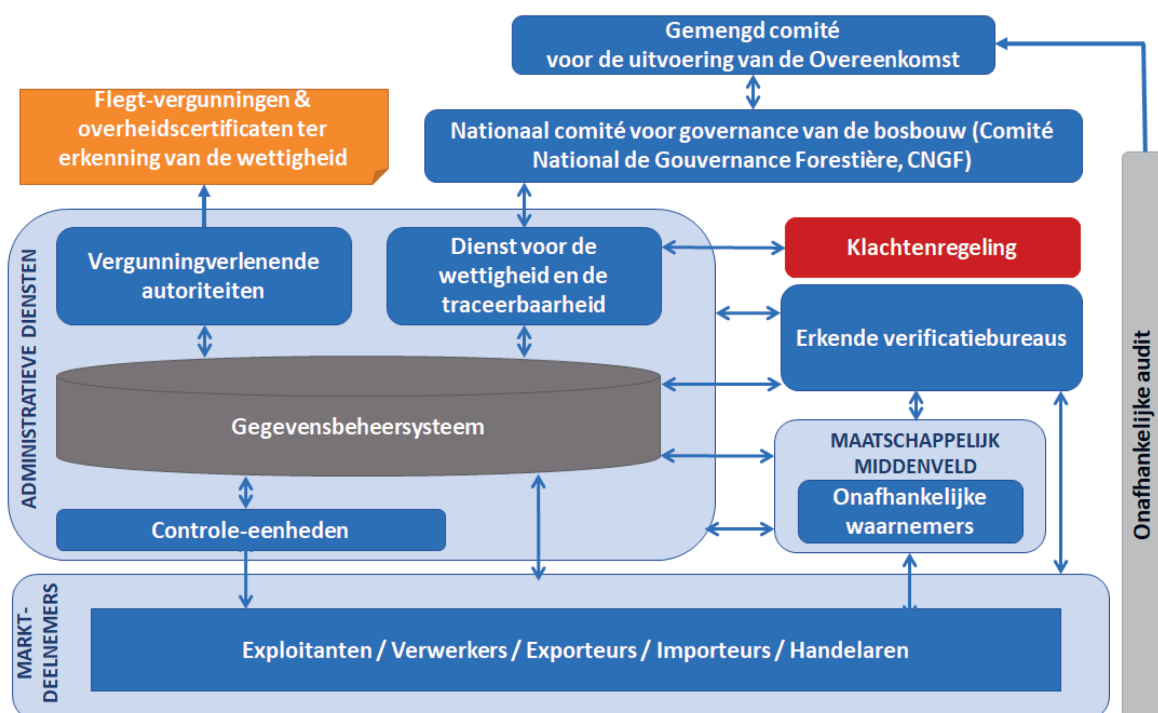 Gemengd comité
voor de uitvoering van de Overeenkomst
Flegt-vergunningen &
overheidscertificaten ter
erkenning van de wettigheid
Nationaal comité voor governance van de bosbouw (Comité
National de Gouvernance Forestière, CNGF)
ADMINISTRATIEVE DIENSTEN
Vergunningverlenende
autoriteiten
Dienst voor de
wettigheid en de
traceerbaarheid
Klachtenregeling
Erkende verificatiebureaus
Gegevensbeheersysteem
MAATSCHAPPELIJK
MIDDENVELD
Onafhankelijke
waarnemers
Controle-eenheden
Onafhankelijke audit
MARKT-
DEELNEMERS
Exploitanten / Verwerkers / Exporteurs / Importeurs / Handelaren